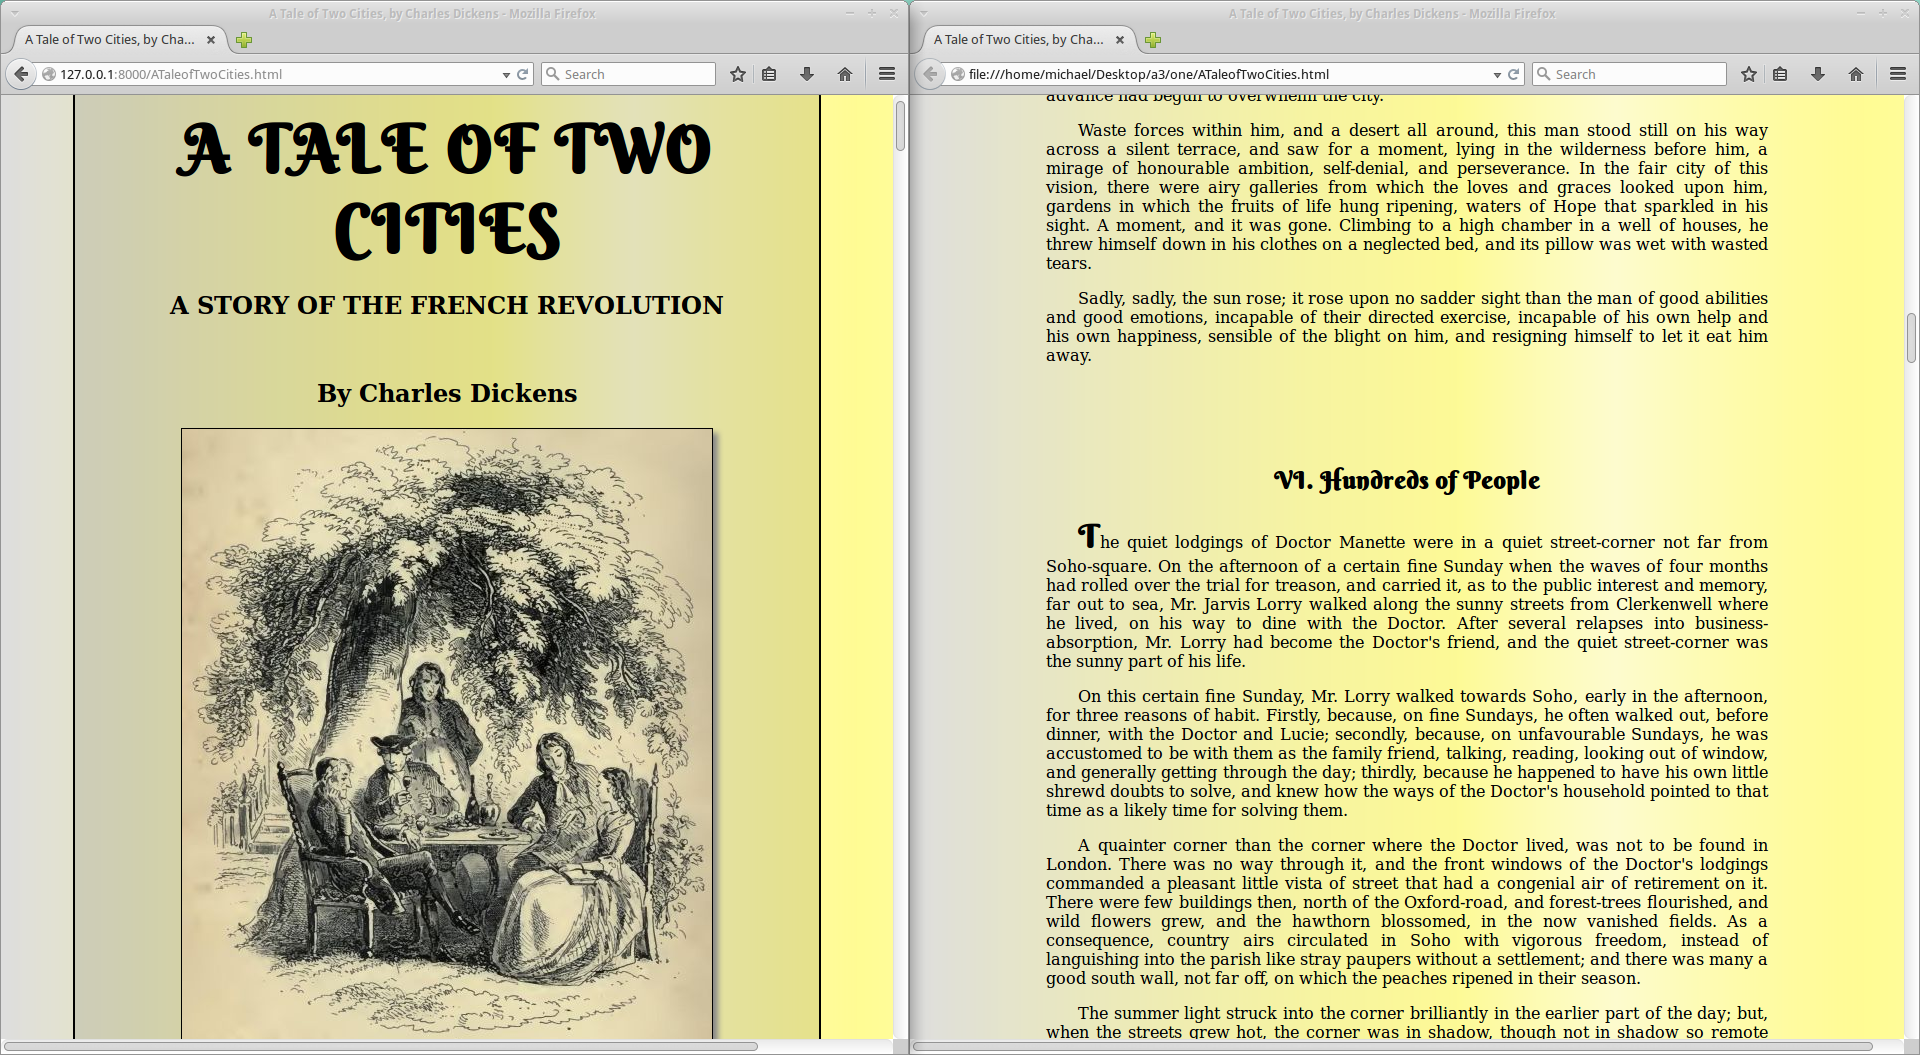 A Tale of Two Cities, by Charles Dickens - Mozilla Firefox
A Tale of Two Cities, by Cha...
127.0.0.1:8000/ATaleofTwoCities.html
Search
A TALE OF TWO
CITIES
A STORY OF THE FRENCH REVOLUTION
By Charles Dickens
A Tale of Two Cities, by Charles Dickens - Mozilla Firefox
A Tale of Two Cities, by Cha...
file:///home/michael/Desktop/a3/one/ATaleofTwoCities.html
Search
advance had begun to overwhelm the city.
Waste forces within him, and a desert all around, this man stood still on his way
across a silent terrace, and saw for a moment, lying in the wilderness before him, a
mirage of honourable ambition, self-denial, and perseverance. In the fair city of this
vision, there were airy galleries from which the loves and graces looked upon him,
gardens in which the fruits of life hung ripening, waters of Hope that sparkled in his
sight. A moment, and it was gone. Climbing to a high chamber in a well of houses, he
threw himself down in his clothes on a neglected bed, and its pillow was wet with wasted
tears.
Sadly, sadly, the sun rose; it rose upon no sadder sight than the man of good abilities
and good emotions, incapable of their directed exercise, incapable of his own help and
his own happiness, sensible of the blight on him, and resigning himself to let it eat him
away.
VI. Hundreds of People
The quiet lodgings of Doctor Manette were in a quiet street-corner not far from
Soho-square. On the afternoon of a certain fine Sunday when the waves of four months
had rolled over the trial for treason, and carried it, as to the public interest and memory,
far out to sea, Mr. Jarvis Lorry walked along the sunny streets from Clerkenwell where
he lived, on his way to dine with the Doctor. After several relapses into business-
absorption, Mr. Lorry had become the Doctor's friend, and the quiet street-corner was
the sunny part of his life.
On this certain fine Sunday, Mr. Lorry walked towards Soho, early in the afternoon,
for three reasons of habit. Firstly, because, on fine Sundays, he often walked out, before
dinner, with the Doctor and Lucie; secondly, because, on unfavourable Sundays, he was
accustomed to be with them as the family friend, talking, reading, looking out of window,
and generally getting through the day; thirdly, because he happened to have his own little
shrewd doubts to solve, and knew how the ways of the Doctor's household pointed to that
time as a likely time for solving them.
A quainter corner than the corner where the Doctor lived, was not to be found in
London. There was no way through it, and the front windows of the Doctor's lodgings
commanded a pleasant little vista of street that had a congenial air of retirement on it.
There were few buildings then, north of the Oxford-road, and forest-trees flourished, and
wild flowers grew, and the hawthorn blossomed, in the now vanished fields. As a
consequence, country airs circulated in Soho with vigorous freedom, instead of
languishing into the parish like stray paupers without a settlement; and there was many a
good south wall, not far off, on which the peaches ripened in their season.
The summer light struck into the corner brilliantly in the earlier part of the day; but,
when the streets grew hot, the corner was in shadow, though not in shadow so remote